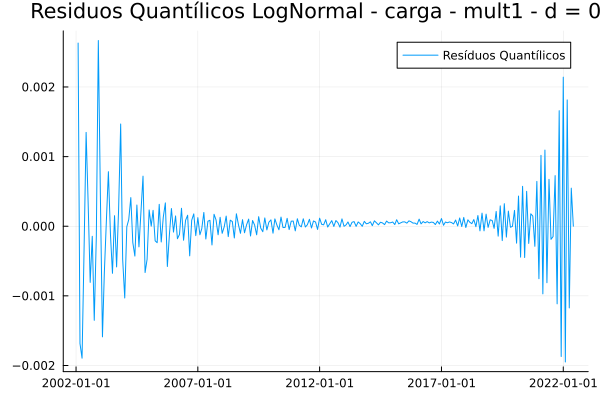 Residuos Quantílicos LogNormal - carga - mult1 - d = 0
Resíduos Quantílicos
0.002
0.001
0.000
−0.001
−0.002
2002-01-01 2007-01-01 2012-01-01 2017-01-01 2022-01-01